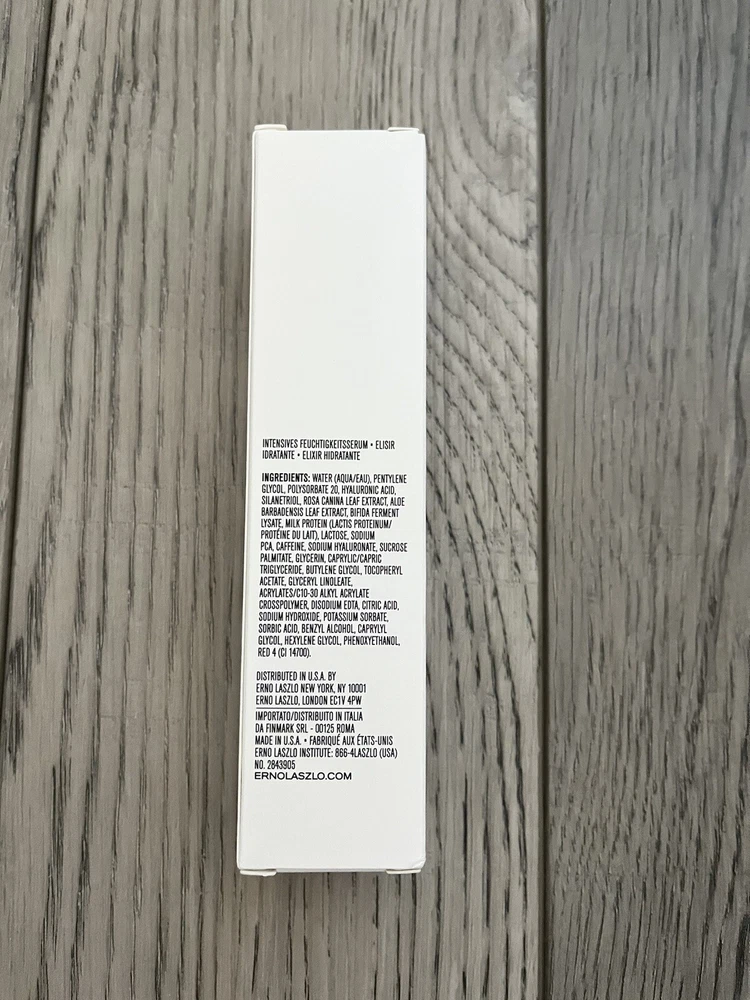 INTENSIVES FEUCHTIGKEITSSERUM • ELISIR
IDRATANTE • ELIXIR HIDRATANTE
INGREDIENTS: WATER (AQUA/EAU), PENTYLENE
GLYCOL, POLYSORBATE 20, HYALURONIC ACID,
SILANETRIOL, ROSA CANINA LEAF EXTRACT, ALOE
BARBADENSIS LEAF EXTRACT, BIFIDA FERMENT
LYSATE, MILK PROTEIN (LACTIS PROTEINUM/
PROTÉINE DU LAIT), LACTOSE, SODIUM
PCA, CAFFEINE, SODIUM HYALURONATE, SUCROSE
PALMITATE, GLYCERIN, CAPRYLIC/CAPRIC
TRIGLYCERIDE, BUTYLENE GLYCOL, TOCOPHERYL
ACETATE, GLYCERYL LINOLEATE,
ACRYLATES/C10-30 ALKYL ACRYLATE
CROSSPOLYMER, DISODIUM EDTA, CITRIC ACID,
SODIUM HYDROXIDE, POTASSIUM SORBATE,
SORBIC ACID, BENZYL ALCOHOL, CAPRYLYL
GLYCOL, HEXYLENE GLYCOL, PHENOXYETHANOL,
RED 4 (CI 14700).
DISTRIBUTED IN U.S.A. BY
ERNO LASZLO NEW YORK, NY 10001
ERNO LASZLO, LONDON EC1V 4PW
IMPORTATO/DISTRIBUITO IN ITALIA
DA FINMARK SRL - 00125 ROMA
MADE IN U.S.A. • FABRIQUÉ AUX ÉTATS-UNIS
ERNO LASZLO INSTITUTE: 866-4LASZLO (USA)
NO. 2843905
ERNOLASZLO.COM